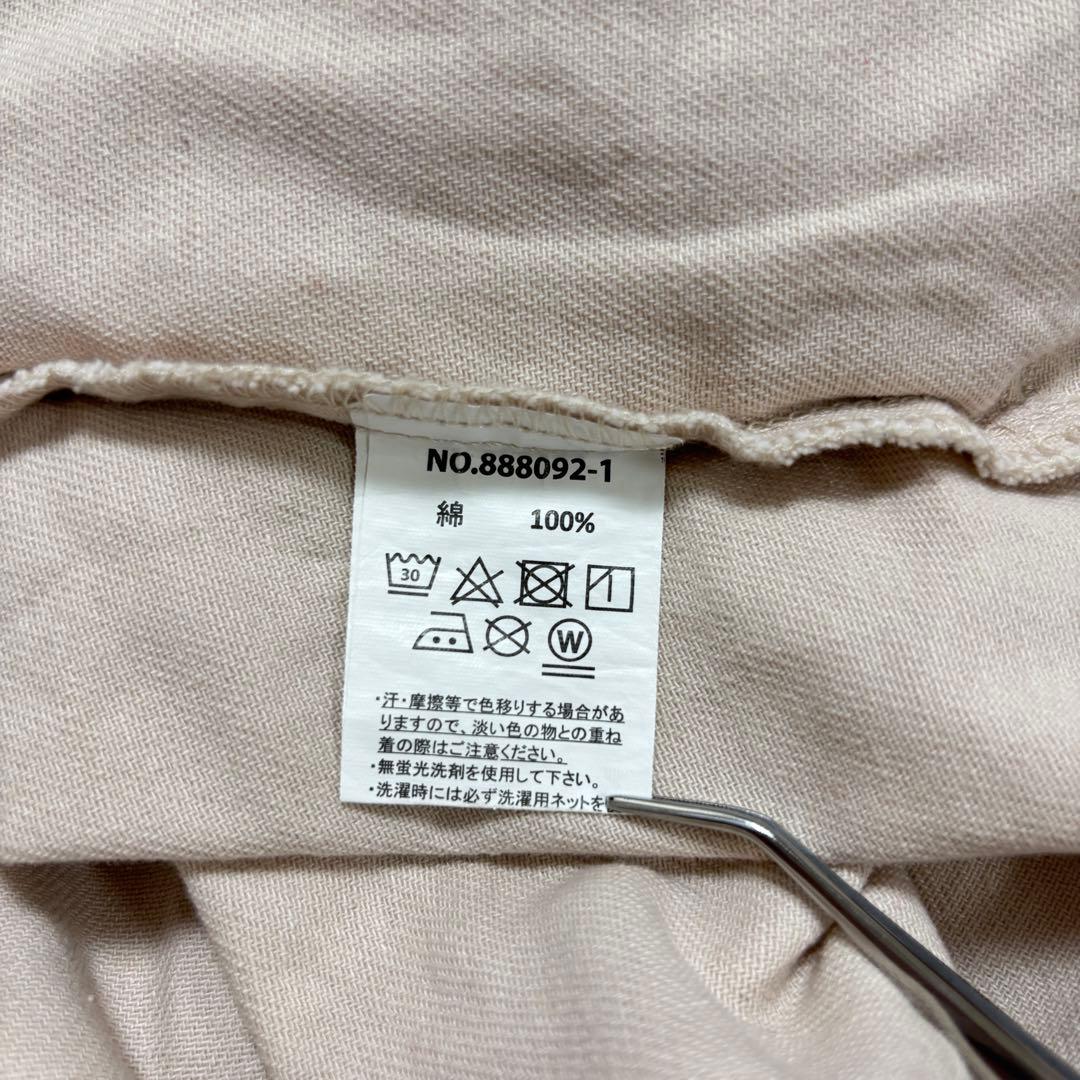 NO.888092-1
綿 100%
30
W
・汗・摩擦等で色移りする場合があ
りますので、淡い色の物との重ね
着の際はご注意ください。
・無蛍光洗剤を使用して下さい。
・洗濯時には必ず洗濯用ネットを